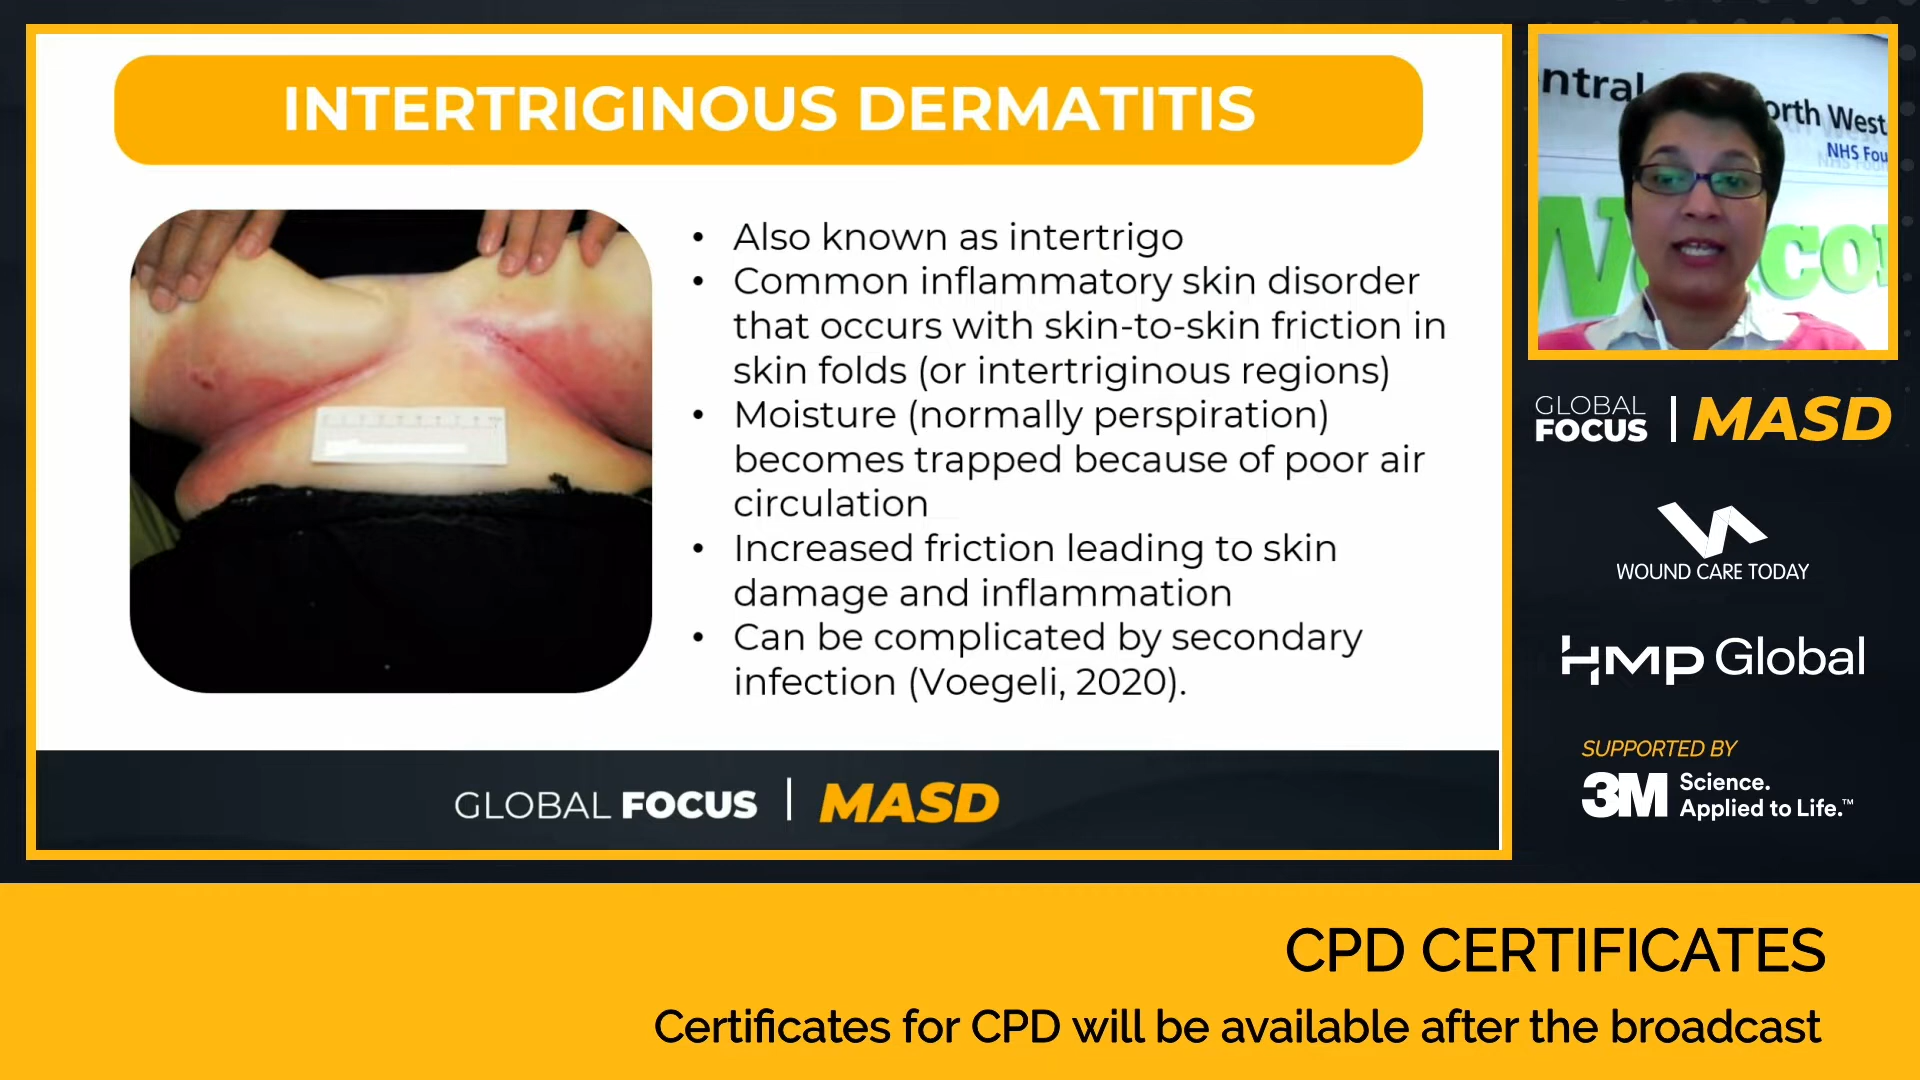 INTERTRIGINOUS DERMATITIS
• Also known as intertrigo
• Common inflammatory skin disorder
that occurs with skin-to-skin friction in
skin folds (or intertriginous regions)
• Moisture (normally perspiration)
becomes trapped because of poor air
circulation
• Increased friction leading to skin
damage and inflammation
• Can be complicated by secondary
infection (Voegeli, 2020).
GLOBAL FOCUS | MASD
ntral
orth West
NHS Fou
GLOBAL
FOCUS | MASD
WOUND CARE TODAY
HMP Global
SUPPORTED BY
3M Science.
Applied to Life.™
CPD CERTIFICATES
Certificates for CPD will be available after the broadcast